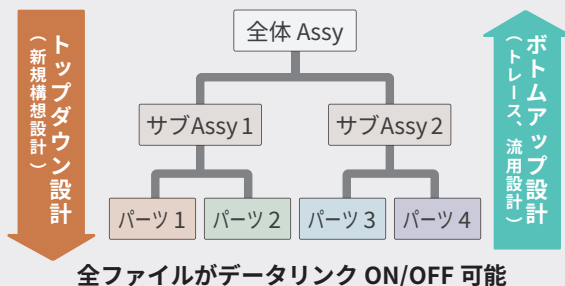 全体 Assy
トップダウン設計
（新規構想設計）
ボトムアップ設計
（トレース、流用設計）
サブAssy 1
サブAssy 2
パーツ 1
パーツ 2
パーツ 3
パーツ 4
全ファイルがデータリンク ON/OFF 可能